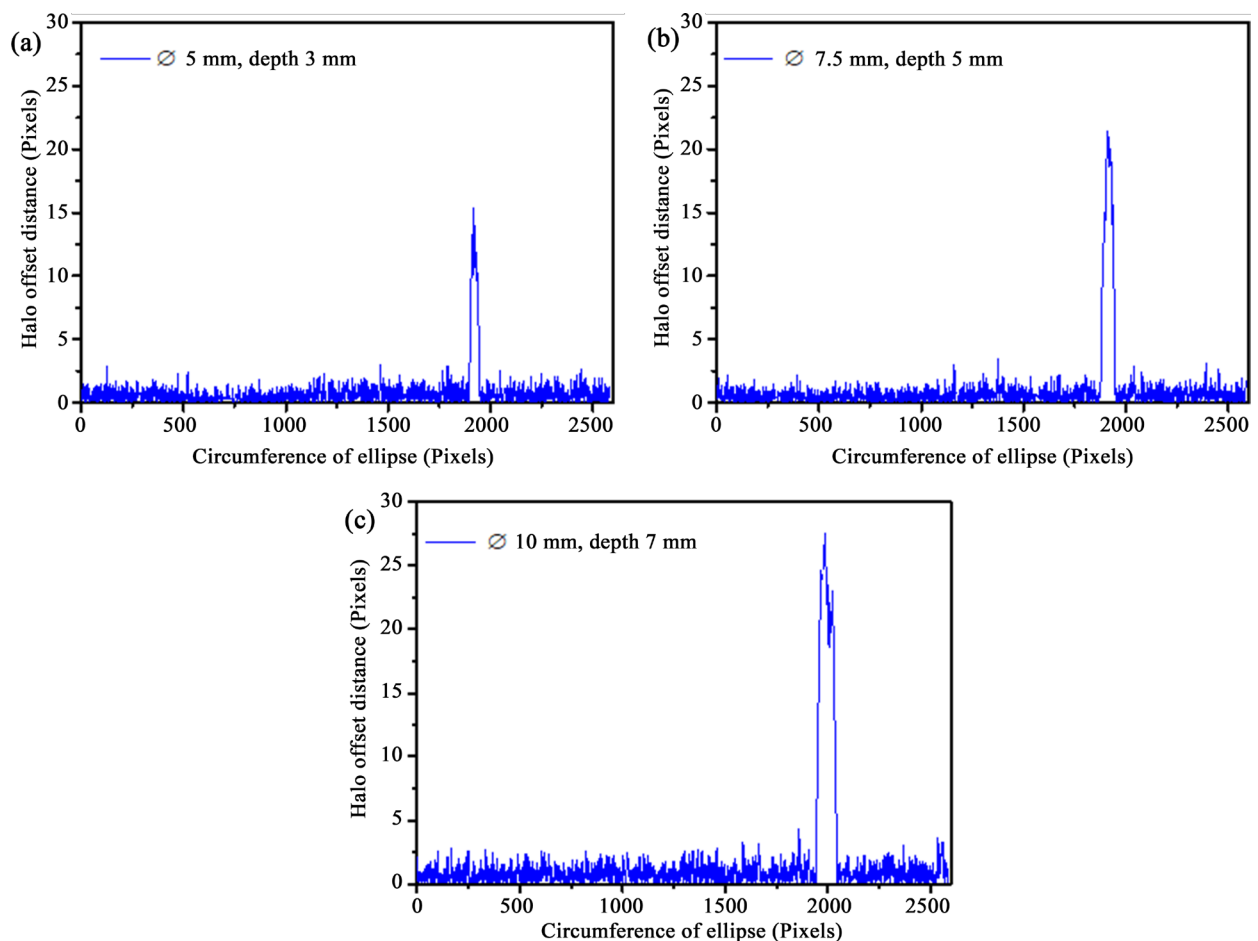 (a)
∅ 5 mm, depth 3 mm
30
25
20
15
10
5
0
Halo offset distance (Pixels)
0 500 1000 1500 2000 2500
Circumference of ellipse (Pixels)
(b)
∅ 7.5 mm, depth 5 mm
30
25
20
15
10
5
0
Halo offset distance (Pixels)
0 500 1000 1500 2000 2500
Circumference of ellipse (Pixels)
(c)
∅ 10 mm, depth 7 mm
30
25
20
15
10
5
0
Halo offset distance (Pixels)
0 500 1000 1500 2000 2500
Circumference of ellipse (Pixels)